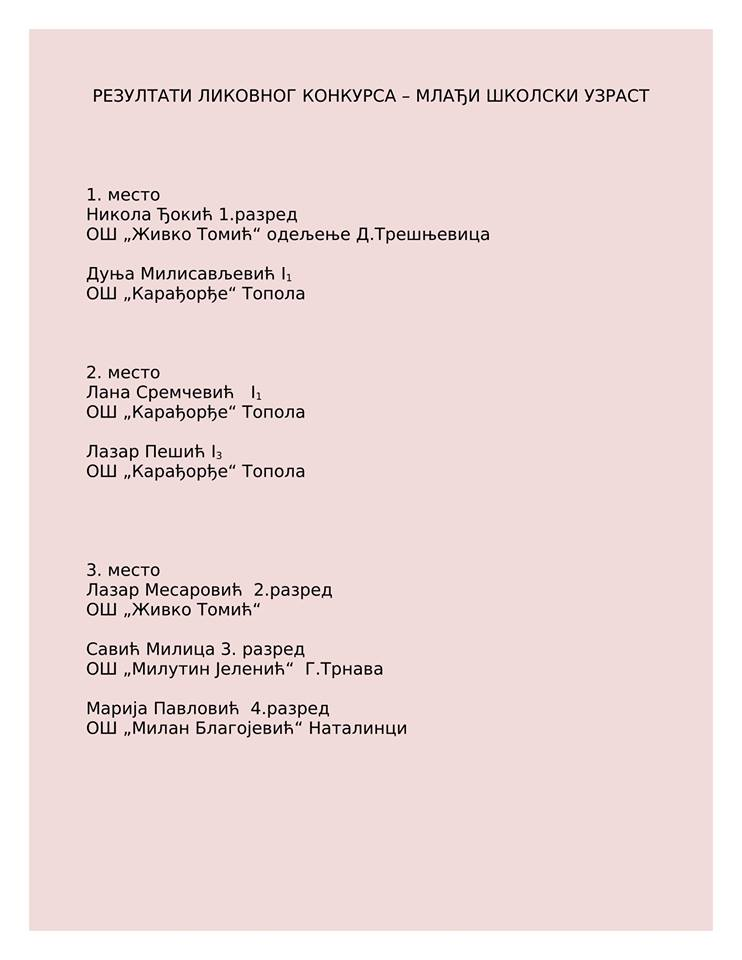 РЕЗУЛТАТИ ЛИКОВНОГ КОНКУРСА – МЛАЂИ ШКОЛСКИ УЗРАСТ
1. место
Никола Ђокић 1.разред
ОШ „Живко Томић“ одељење Д.Трешњевица
Дуња Милисављевић I₁
ОШ „Карађорђе“ Топола
2. место
Лана Сремчевић I₁
ОШ „Карађорђе“ Топола
Лазар Пешић I₃
ОШ „Карађорђе“ Топола
3. место
Лазар Месаровић 2.разред
ОШ „Живко Томић“
Савић Милица 3. разред
ОШ „Милутин Јеленић“ Г.Трнава
Марија Павловић 4.разред
ОШ „Милан Благојевић“ Наталинци